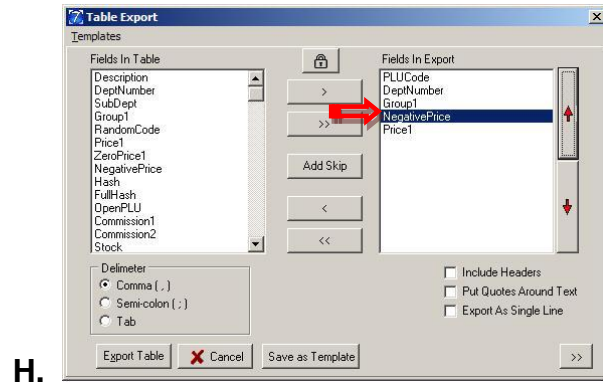 Table Export
Templates
Fields In Table
Description
DeptNumber
SubDept
Group1
RandomCode
Price1
ZeroPrice1
NegativePrice
Hash
FullHash
OpenPLU
Commission1
Commission2
Stock
>
>>
Add Skip
<
<<
Fields In Export
PLUCode
DeptNumber
Group1
NegativePrice
Price1
Delimeter
Comma ( , )
Semi-colon ( ; )
Tab
Include Headers
Put Quotes Around Text
Export As Single Line
Export Table
Cancel
Save as Template
>>
H.